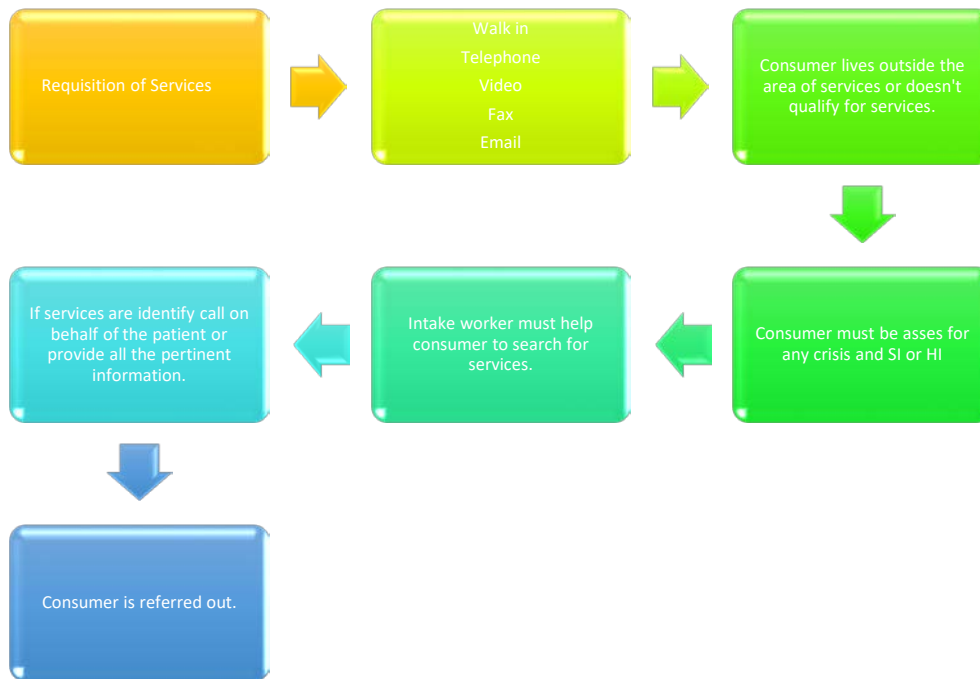 Requisition of Services
Walk in
Telephone
Video
Fax
Email
Consumer lives outside the
area of services or doesn't
qualify for services.
Consumer must be asses for
any crisis and SI or HI
Intake worker must help
consumer to search for
services.
If services are identify call on
behalf of the patient or
provide all the pertinent
information.
Consumer is referred out.